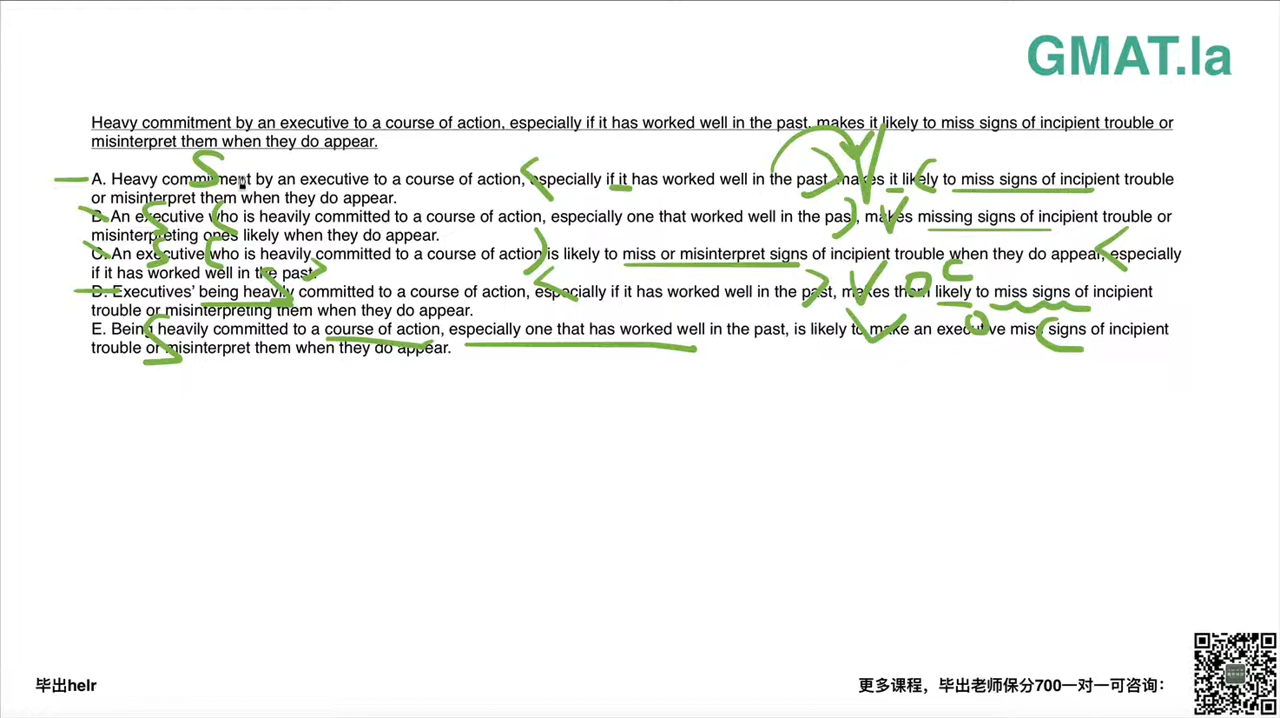 GMAT.la
Heavy commitment by an executive to a course of action, especially if it has worked well in the past, makes it likely to miss signs of incipient trouble or
misinterpret them when they do appear.
A. Heavy commitment by an executive to a course of action, especially if it has worked well in the past, makes it likely to miss signs of incipient trouble
or misinterpret them when they do appear.
B. An executive who is heavily committed to a course of action, especially one that worked well in the past, makes missing signs of incipient trouble or
misinterpreting ones likely when they do appear.
C. An executive who is heavily committed to a course of action is likely to miss or misinterpret signs of incipient trouble when they do appear, especially
if it has worked well in the past.
D. Executives' being heavily committed to a course of action, especially if it has worked well in the past, makes them likely to miss signs of incipient
trouble or misinterpreting them when they do appear.
E. Being heavily committed to a course of action, especially one that has worked well in the past, is likely to make an executive miss signs of incipient
trouble or misinterpret them when they do appear.
毕出helr
更多课程，毕出老师保分700一对一可咨询：